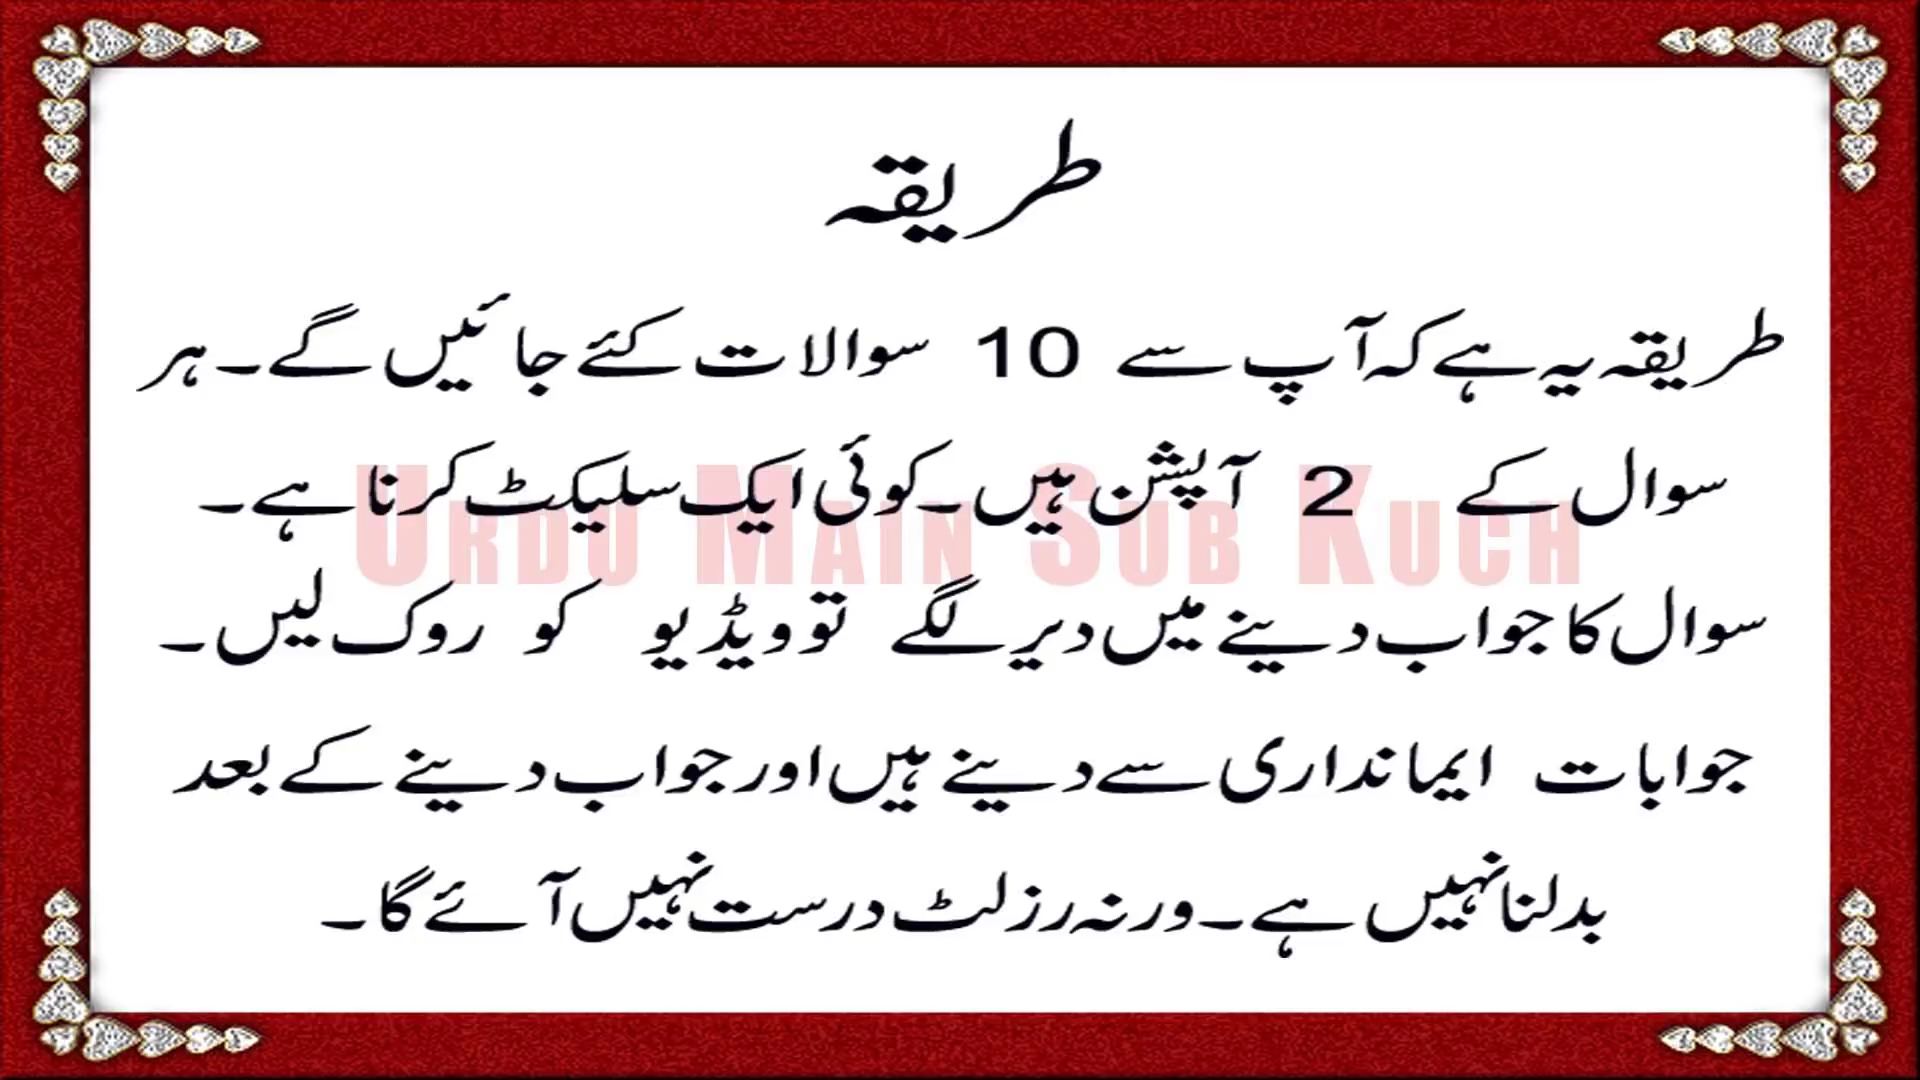 طریقہ
طریقہ یہ ہے کہ آپ سے 10 سوالات کئے جائیں گے۔ ہر
سوال کے 2 آپشن ہیں۔ کوئی ایک سلیکٹ کرنا ہے۔
Urdu Main Sub Kuch
سوال کا جواب دینے میں دیر لگے تو ویڈیو کو روک لیں۔
جوابات ایمانداری سے دینے ہیں اور جواب دینے کے بعد
بدلنا نہیں ہے۔ ورنہ رزلٹ درست نہیں آئے گا۔